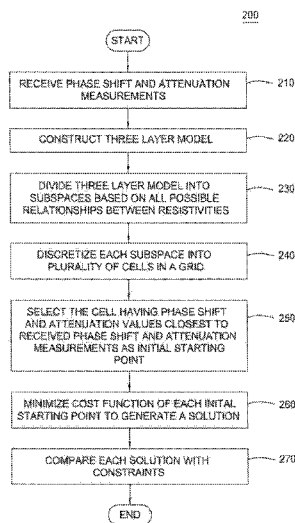 200
START
RECEIVE PHASE SHIFT AND ATTENUATION
MEASUREMENTS
210
CONSTRUCT THREE LAYER MODEL
220
DIVIDE THREE LAYER MODEL INTO
SUBSPACES BASED ON ALL POSSIBLE
RELATIONSHIPS BETWEEN RESISTIVITIES
230
DISCRETIZE EACH SUBSPACE INTO
PLURALITY OF CELLS IN A GRID
240
SELECT THE CELL HAVING PHASE SHIFT
AND ATTENUATION VALUES CLOSEST TO
RECEIVED PHASE SHIFT AND ATTENUATION
MEASUREMENTS AS INITIAL STARTING
POINT
250
MINIMIZE COST FUNCTION OF EACH INITAL
STARTING POINT TO GENERATE A SOLUTION
260
COMPARE EACH SOLUTION WITH
CONSTRAINTS
270
END